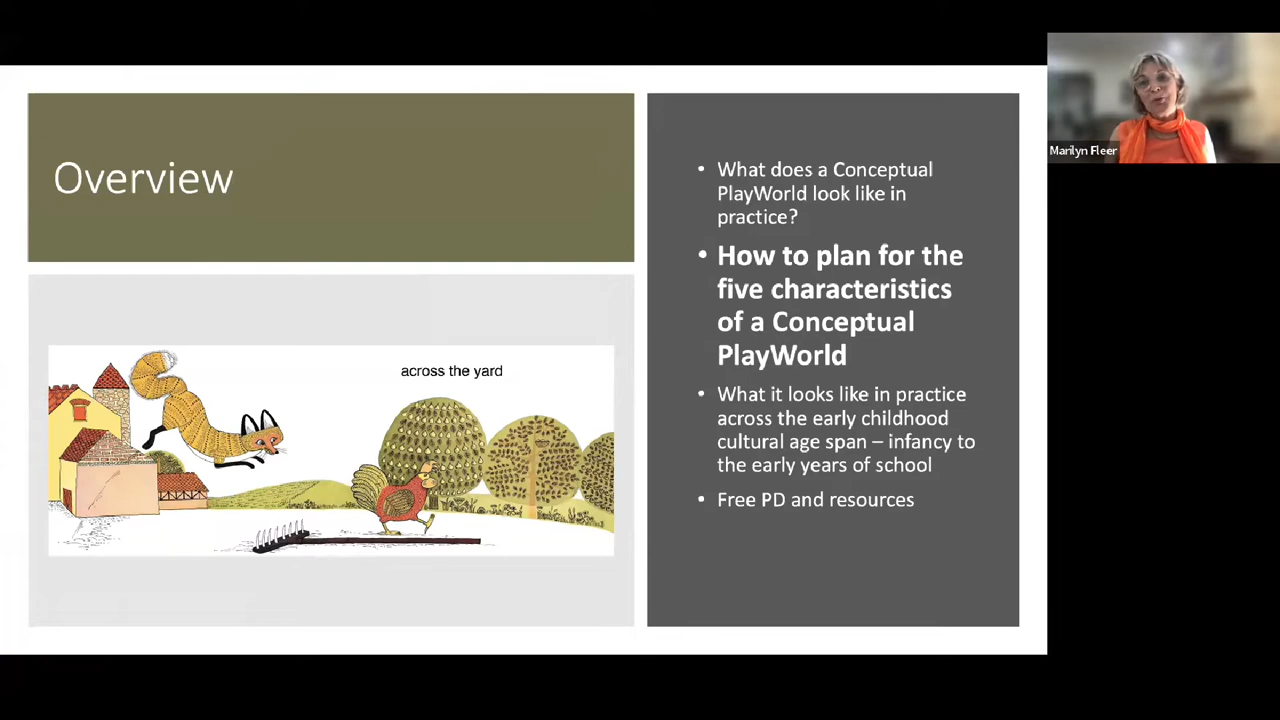 Overview
across the yard
• What does a Conceptual
PlayWorld look like in
practice?
• How to plan for the
five characteristics
of a Conceptual
PlayWorld
• What it looks like in practice
across the early childhood
cultural age span – infancy to
the early years of school
• Free PD and resources
Marilyn Fleer